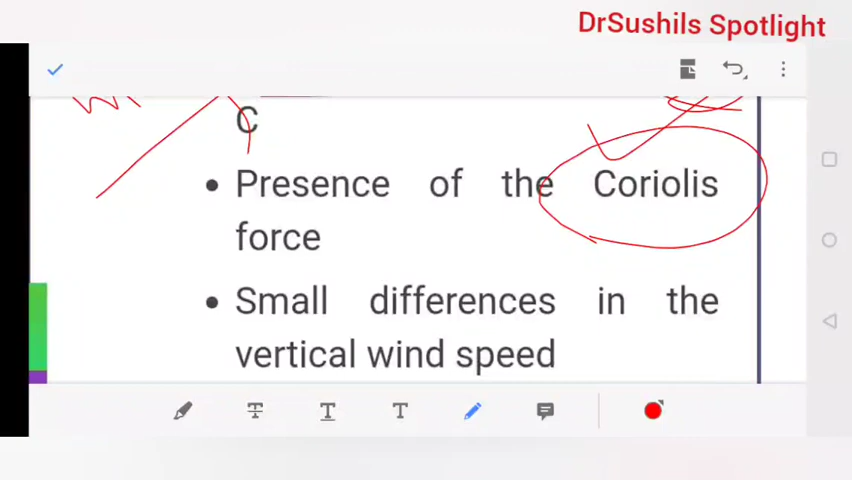 DrSushils Spotlight
C
• Presence of the Coriolis
force
• Small differences in the
vertical wind speed